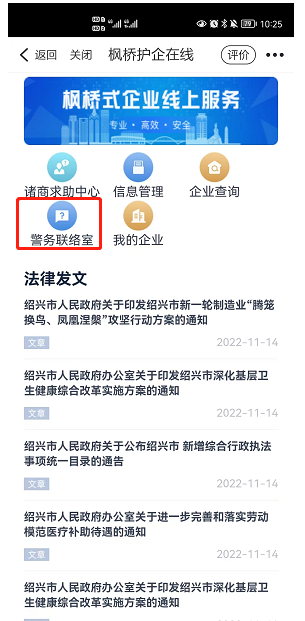 10:25
返回 关闭 枫桥护企在线 评价
枫桥式企业线上服务
专业·高效·安全
诸商求助中心 信息管理 企业查询
警务联络室 我的企业
法律发文
绍兴市人民政府关于印发绍兴市新一轮制造业“腾笼
换鸟、凤凰涅槃”攻坚行动方案的通知
文章 2022-11-14
绍兴市人民政府办公室关于印发绍兴市深化基层卫
生健康综合改革实施方案的通知
文章 2022-11-14
绍兴市人民政府关于公布绍兴市 新增综合行政执法
事项统一目录的通告
文章 2022-11-14
绍兴市人民政府办公室关于进一步完善和落实劳动
模范医疗补助待遇的通知
文章 2022-11-14
绍兴市人民政府办公室关于印发绍兴市深化基层卫
生健康综合改革实施方案的通知